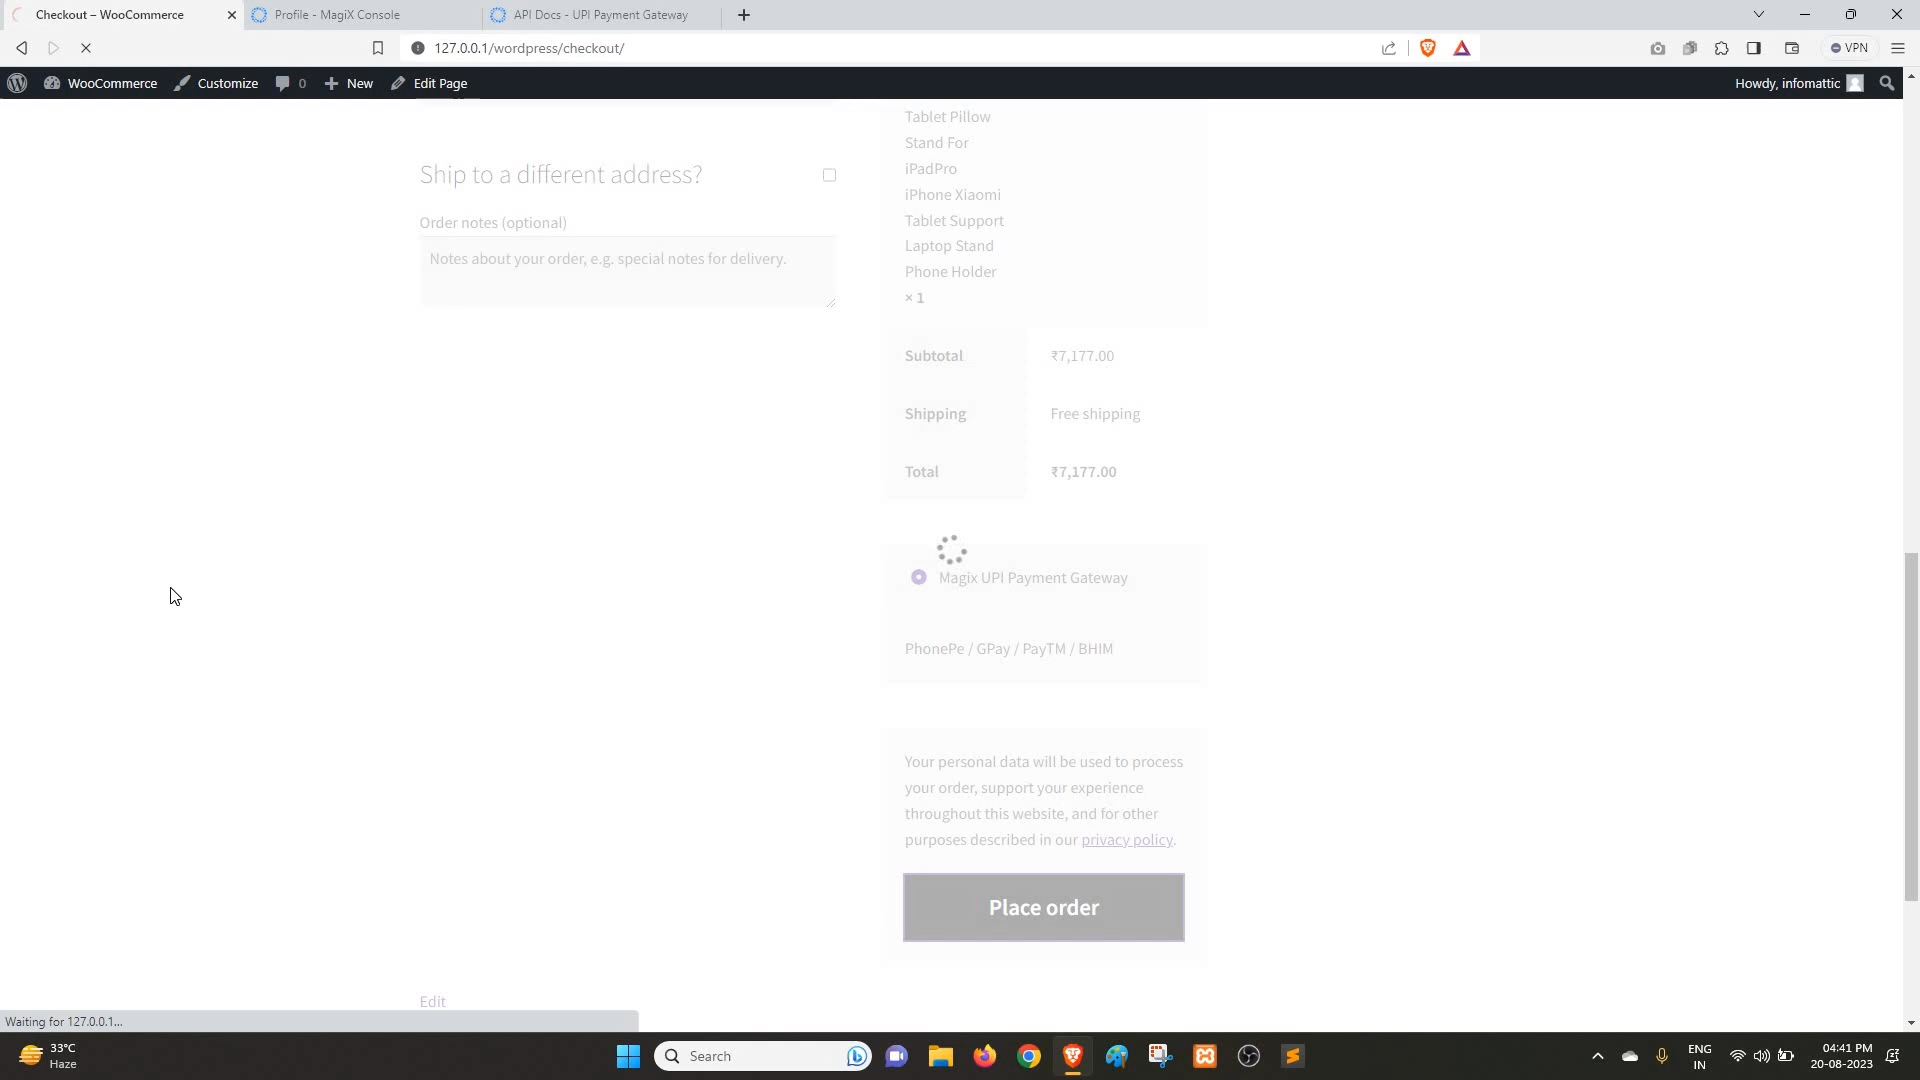 Checkout – WooCommerce
Profile - MagiX Console
API Docs - UPI Payment Gateway
127.0.0.1/wordpress/checkout/
VPN
WooCommerce
Customize
0
New
Edit Page
Howdy, infomattic
Ship to a different address?
Order notes (optional)
Notes about your order, e.g. special notes for delivery.
Tablet Pillow
Stand For
iPadPro
iPhone Xiaomi
Tablet Support
Laptop Stand
Phone Holder
× 1
Subtotal ₹7,177.00
Shipping Free shipping
Total ₹7,177.00
Magix UPI Payment Gateway
PhonePe / GPay / PayTM / BHIM
Your personal data will be used to process
your order, support your experience
throughout this website, and for other
purposes described in our privacy policy.
Place order
Edit
Waiting for 127.0.0.1...
33°C
Haze
Search
ENG
IN
04:41 PM
20-08-2023